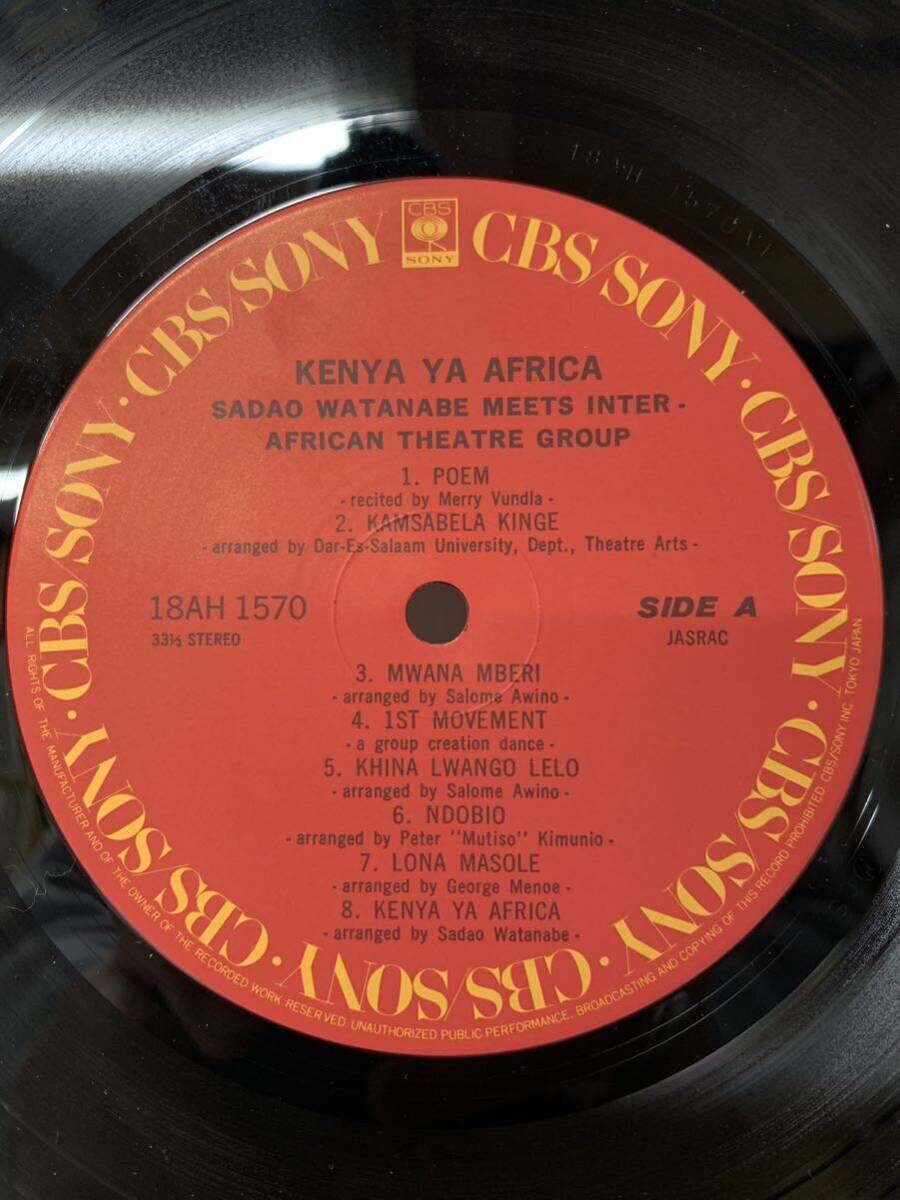 18AH 1570A1
CBS
SONY
CBS/SONY · CBS/SONY · CBS/SONY · CBS/SONY · CBS/SONY · CBS/SONY · CBS/SONY · CBS/SONY
KENYA YA AFRICA
SADAO WATANABE MEETS INTER -
AFRICAN THEATRE GROUP
1. POEM
- recited by Merry Vundla -
2. KAMSABELA KINGE
- arranged by Dar-Es-Salaam University, Dept., Theatre Arts -
18AH 1570
33⅓ STEREO
SIDE A
JASRAC
3. MWANA MBERI
- arranged by Salome Awino -
4. 1ST MOVEMENT
- a group creation dance -
5. KHINA LWANGO LELO
- arranged by Salome Awino -
6. NDOBIO
- arranged by Peter "Mutiso" Kimunio -
7. LONA MASOLE
- arranged by George Menoe -
8. KENYA YA AFRICA
- arranged by Sadao Watanabe -
ALL RIGHTS OF THE MANUFACTURER AND OF THE OWNER OF THE RECORDED WORK RESERVED. UNAUTHORIZED PUBLIC PERFORMANCE, BROADCASTING AND COPYING OF THIS RECORD PROHIBITED. CBS/SONY INC. TOKYO JAPAN.